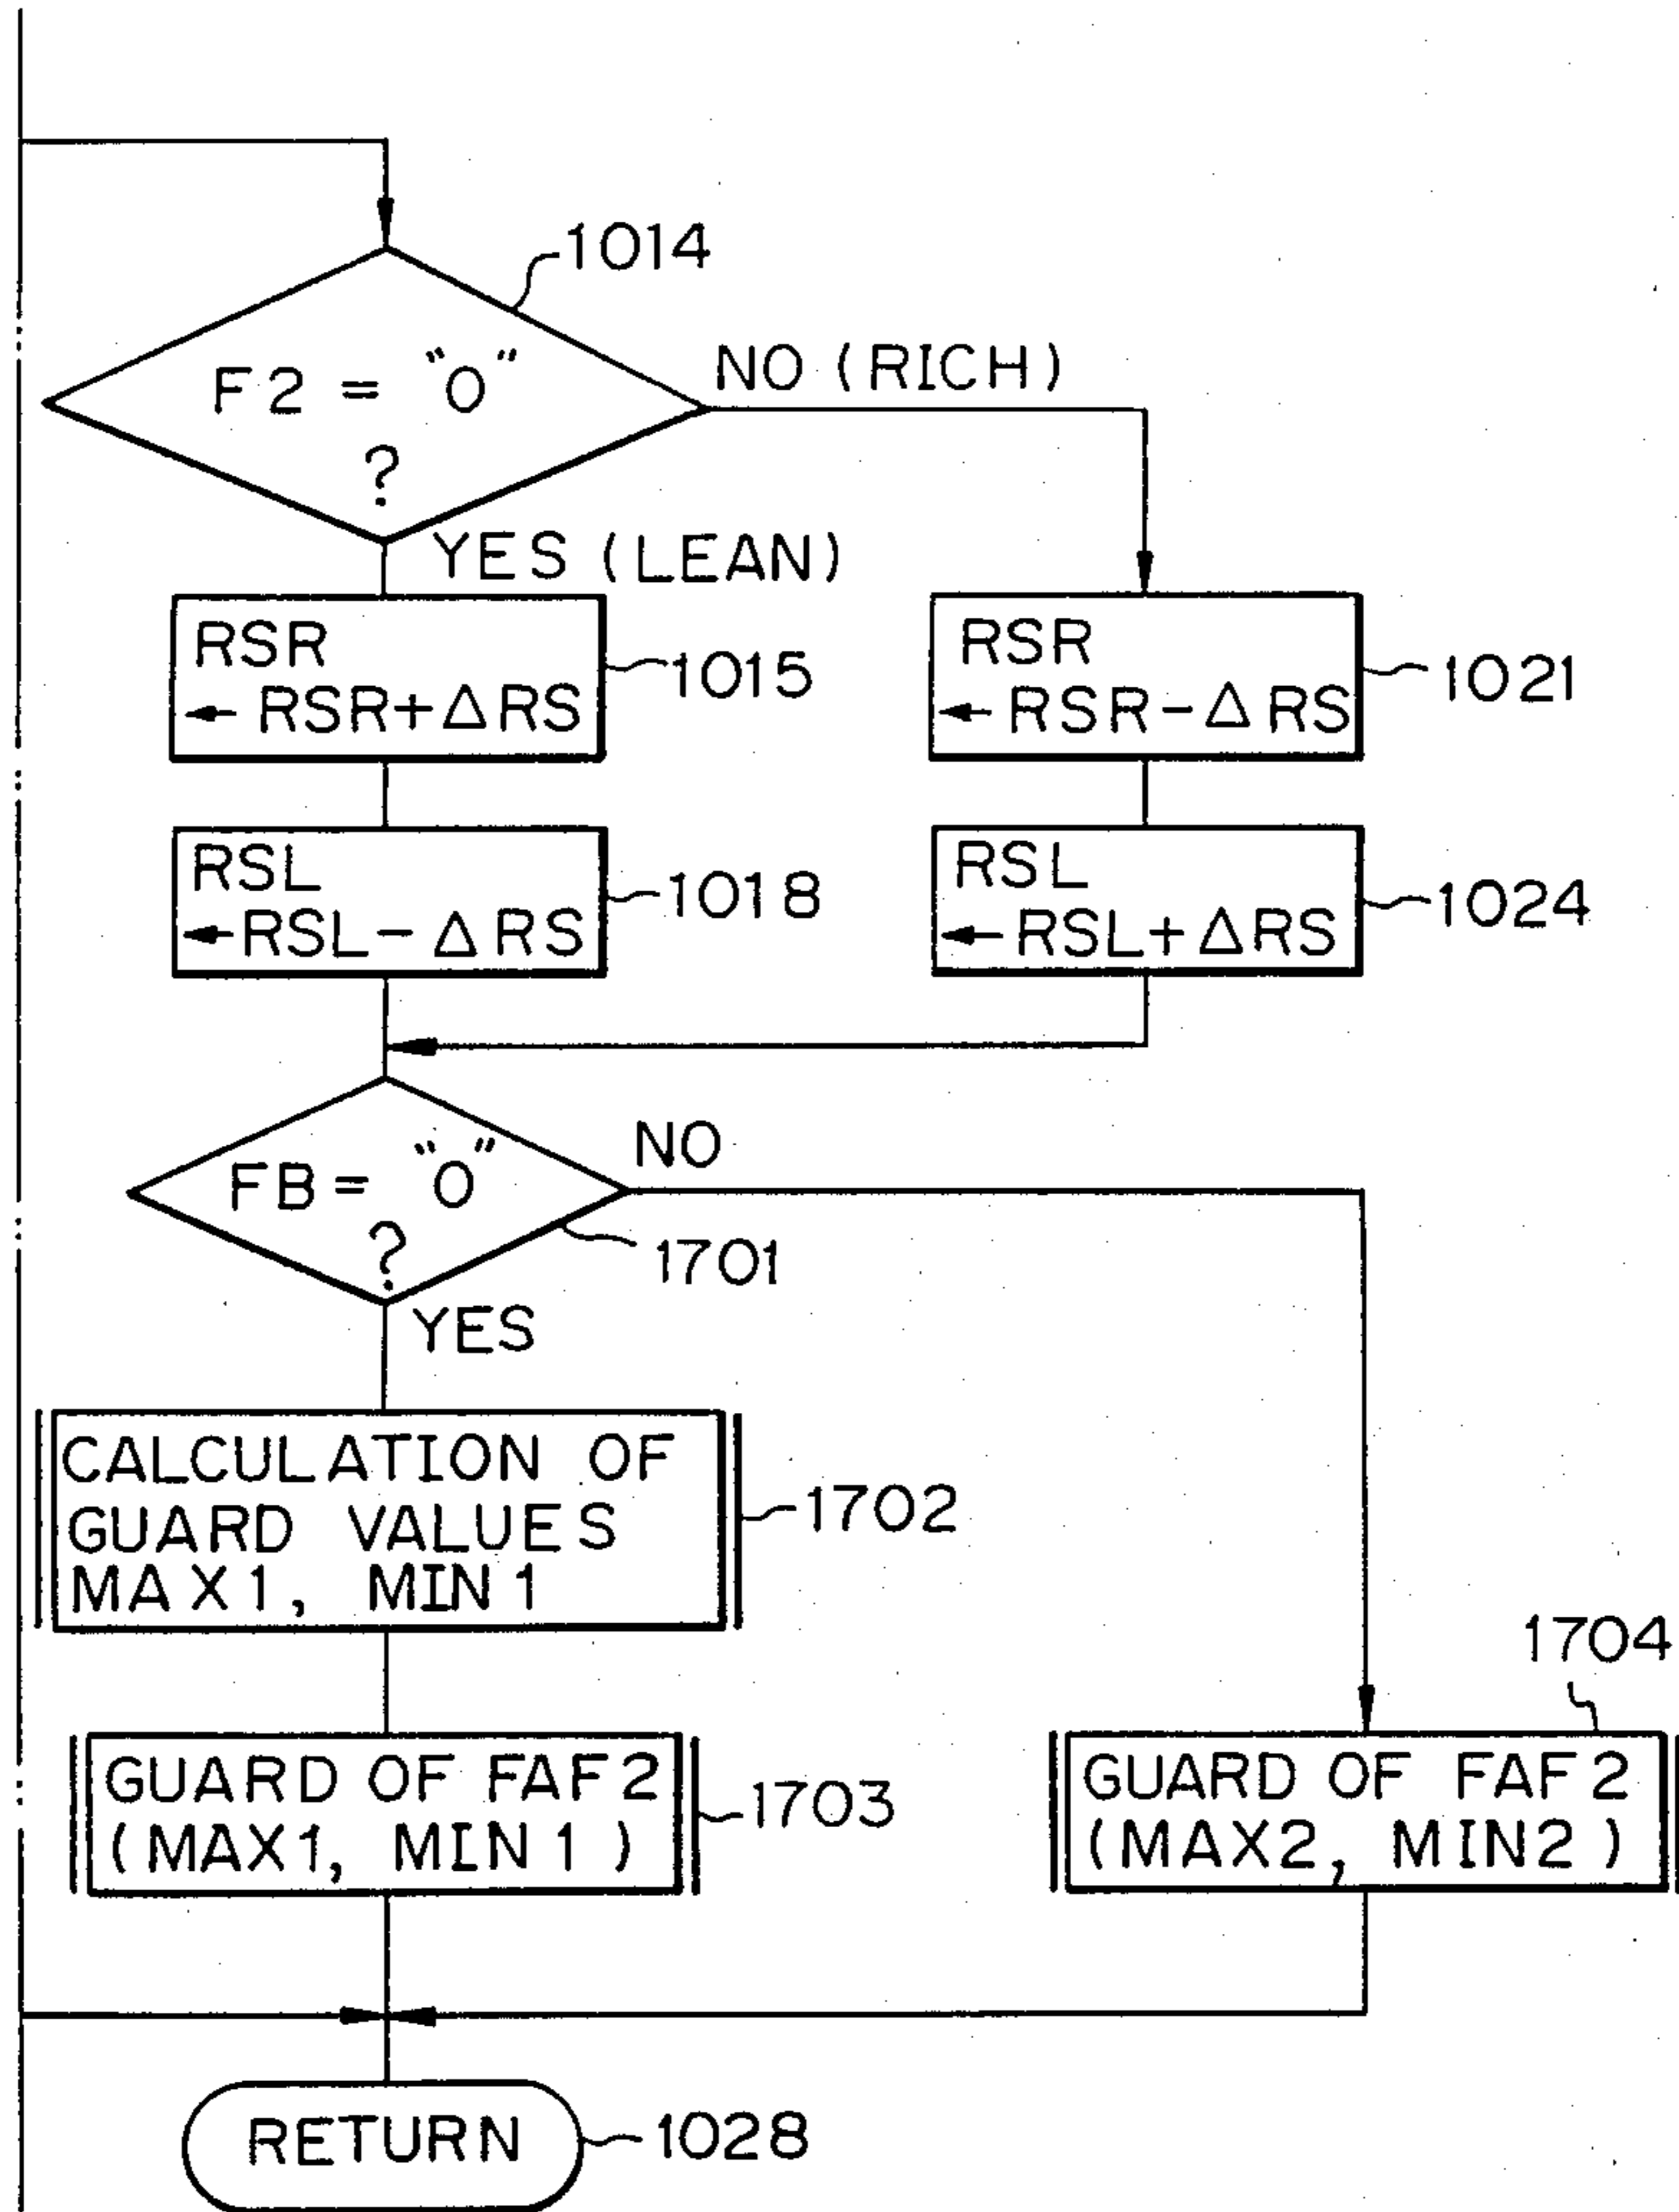 1014
F2 = "0"
?
NO (RICH)
YES (LEAN)
RSR
← RSR+ΔRS
1015
RSR
← RSR-ΔRS
1021
RSL
←RSL-ΔRS
1018
RSL
← RSL+ΔRS
1024
FB = "0"
?
NO
1701
YES
CALCULATION OF
GUARD VALUES
MAX1, MIN1
1702
1704
GUARD OF FAF2
(MAX1, MIN1)
1703
GUARD OF FAF2
(MAX2, MIN2)
RETURN
1028